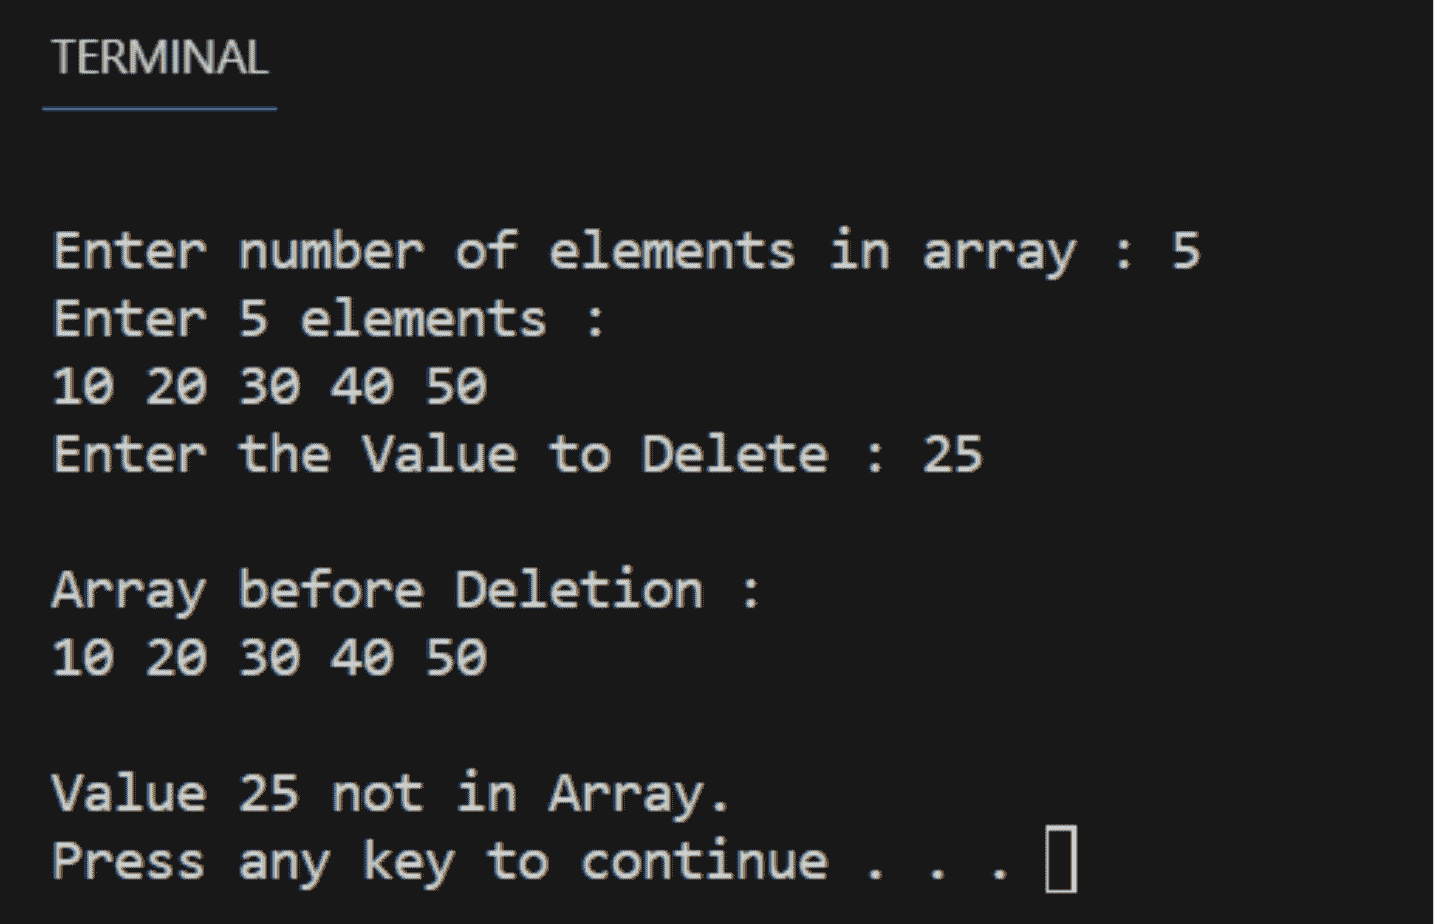 TERMINAL
Enter number of elements in array : 5
Enter 5 elements :
10 20 30 40 50
Enter the Value to Delete : 25
Array before Deletion :
10 20 30 40 50
Value 25 not in Array.
Press any key to continue . . .